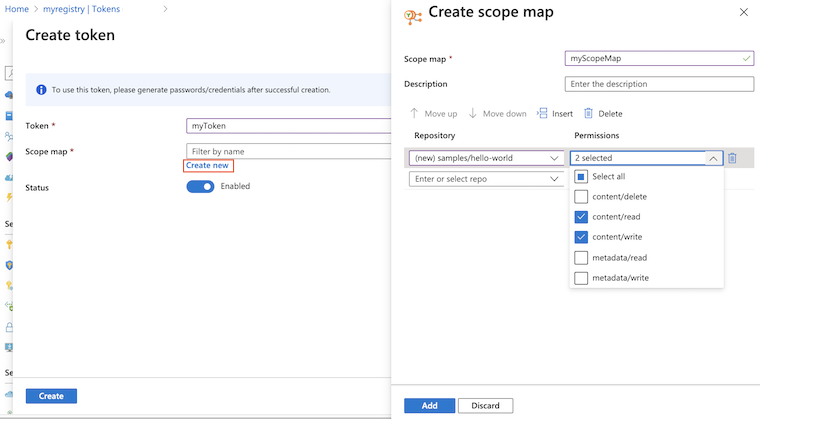 Home > myregistry | Tokens >
Create token
To use this token, please generate passwords/credentials after successful creation.
Token *
myToken
Scope map *
Filter by name
Create new
Status
Enabled
Se
Se
Create
Create scope map
Scope map *
myScopeMap
Description
Enter the description
Move up
Move down
Insert
Delete
Repository
Permissions
(new) samples/hello-world
2 selected
Enter or select repo
Select all
content/delete
content/read
content/write
metadata/read
metadata/write
Add
Discard